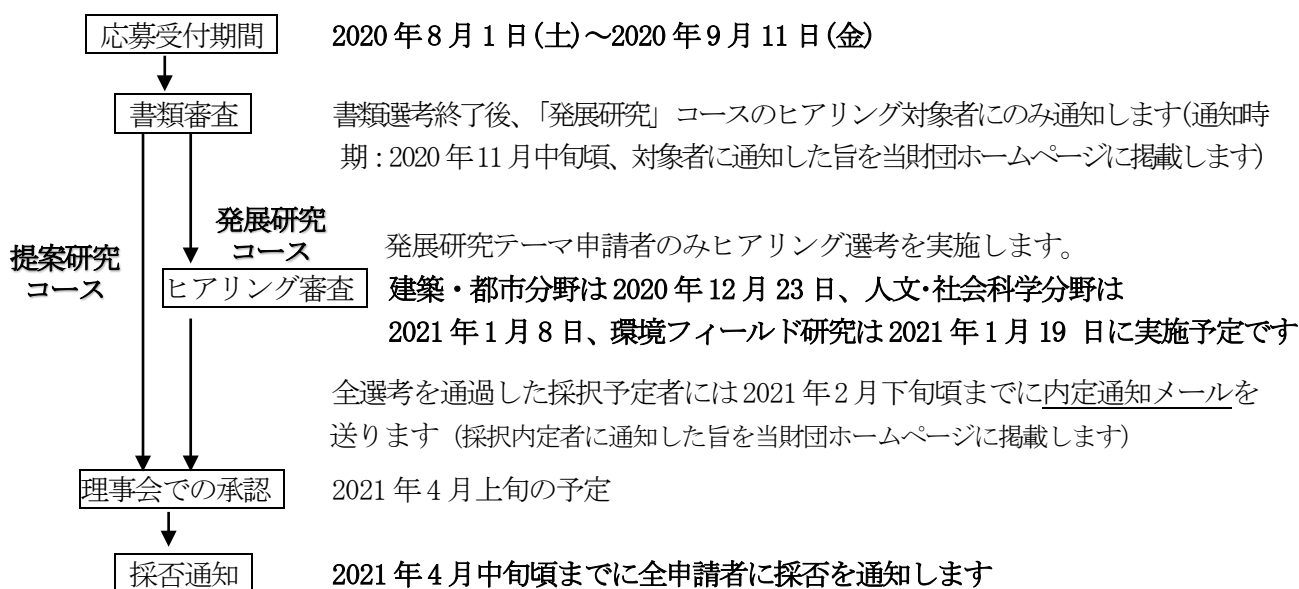 応募受付期間 2020年8月1日(土)～2020年9月11日(金)
書類審査 書類選考終了後、「発展研究」コースのヒアリング対象者にのみ通知します(通知時
期：2020年11月中旬頃、対象者に通知した旨を当財団ホームページに掲載します)
提案研究
コース
発展研究
コース
発展研究テーマ申請者のみヒアリング選考を実施します。
ヒアリング審査 建築・都市分野は2020年12月23日、人文・社会科学分野は
2021年1月8日、環境フィールド研究は2021年1月19 日に実施予定です
全選考を通過した採択予定者には2021年2月下旬頃までに内定通知メールを
送ります（採択内定者に通知した旨を当財団ホームページに掲載します）
理事会での承認 2021年4月上旬の予定
採否通知 2021年4月中旬頃までに全申請者に採否を通知します